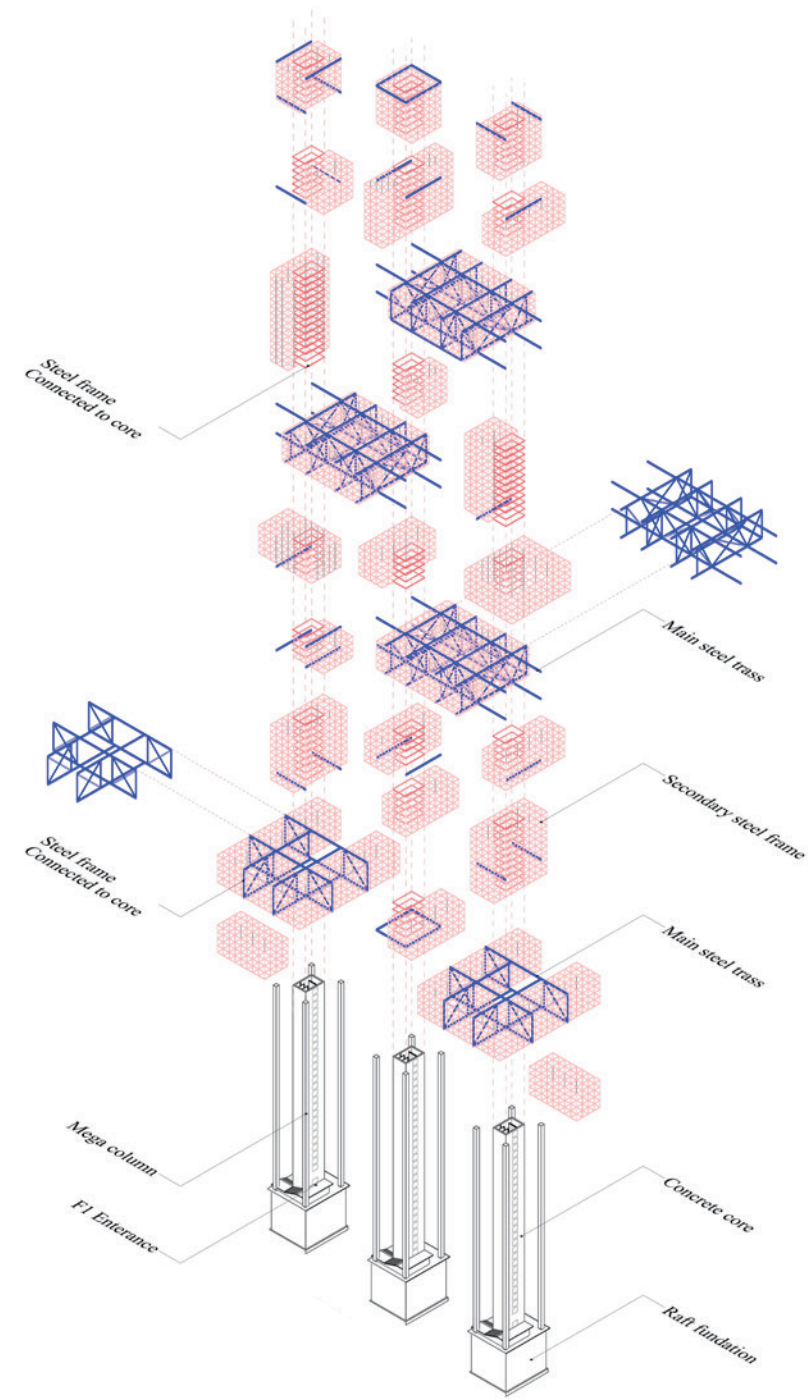 Steel frame
Connected to core
Main steel trass
Steel frame
Connected to core
Secondary steel frame
Main steel trass
Mega column
F1 Enterance
Concrete core
Raft fundation